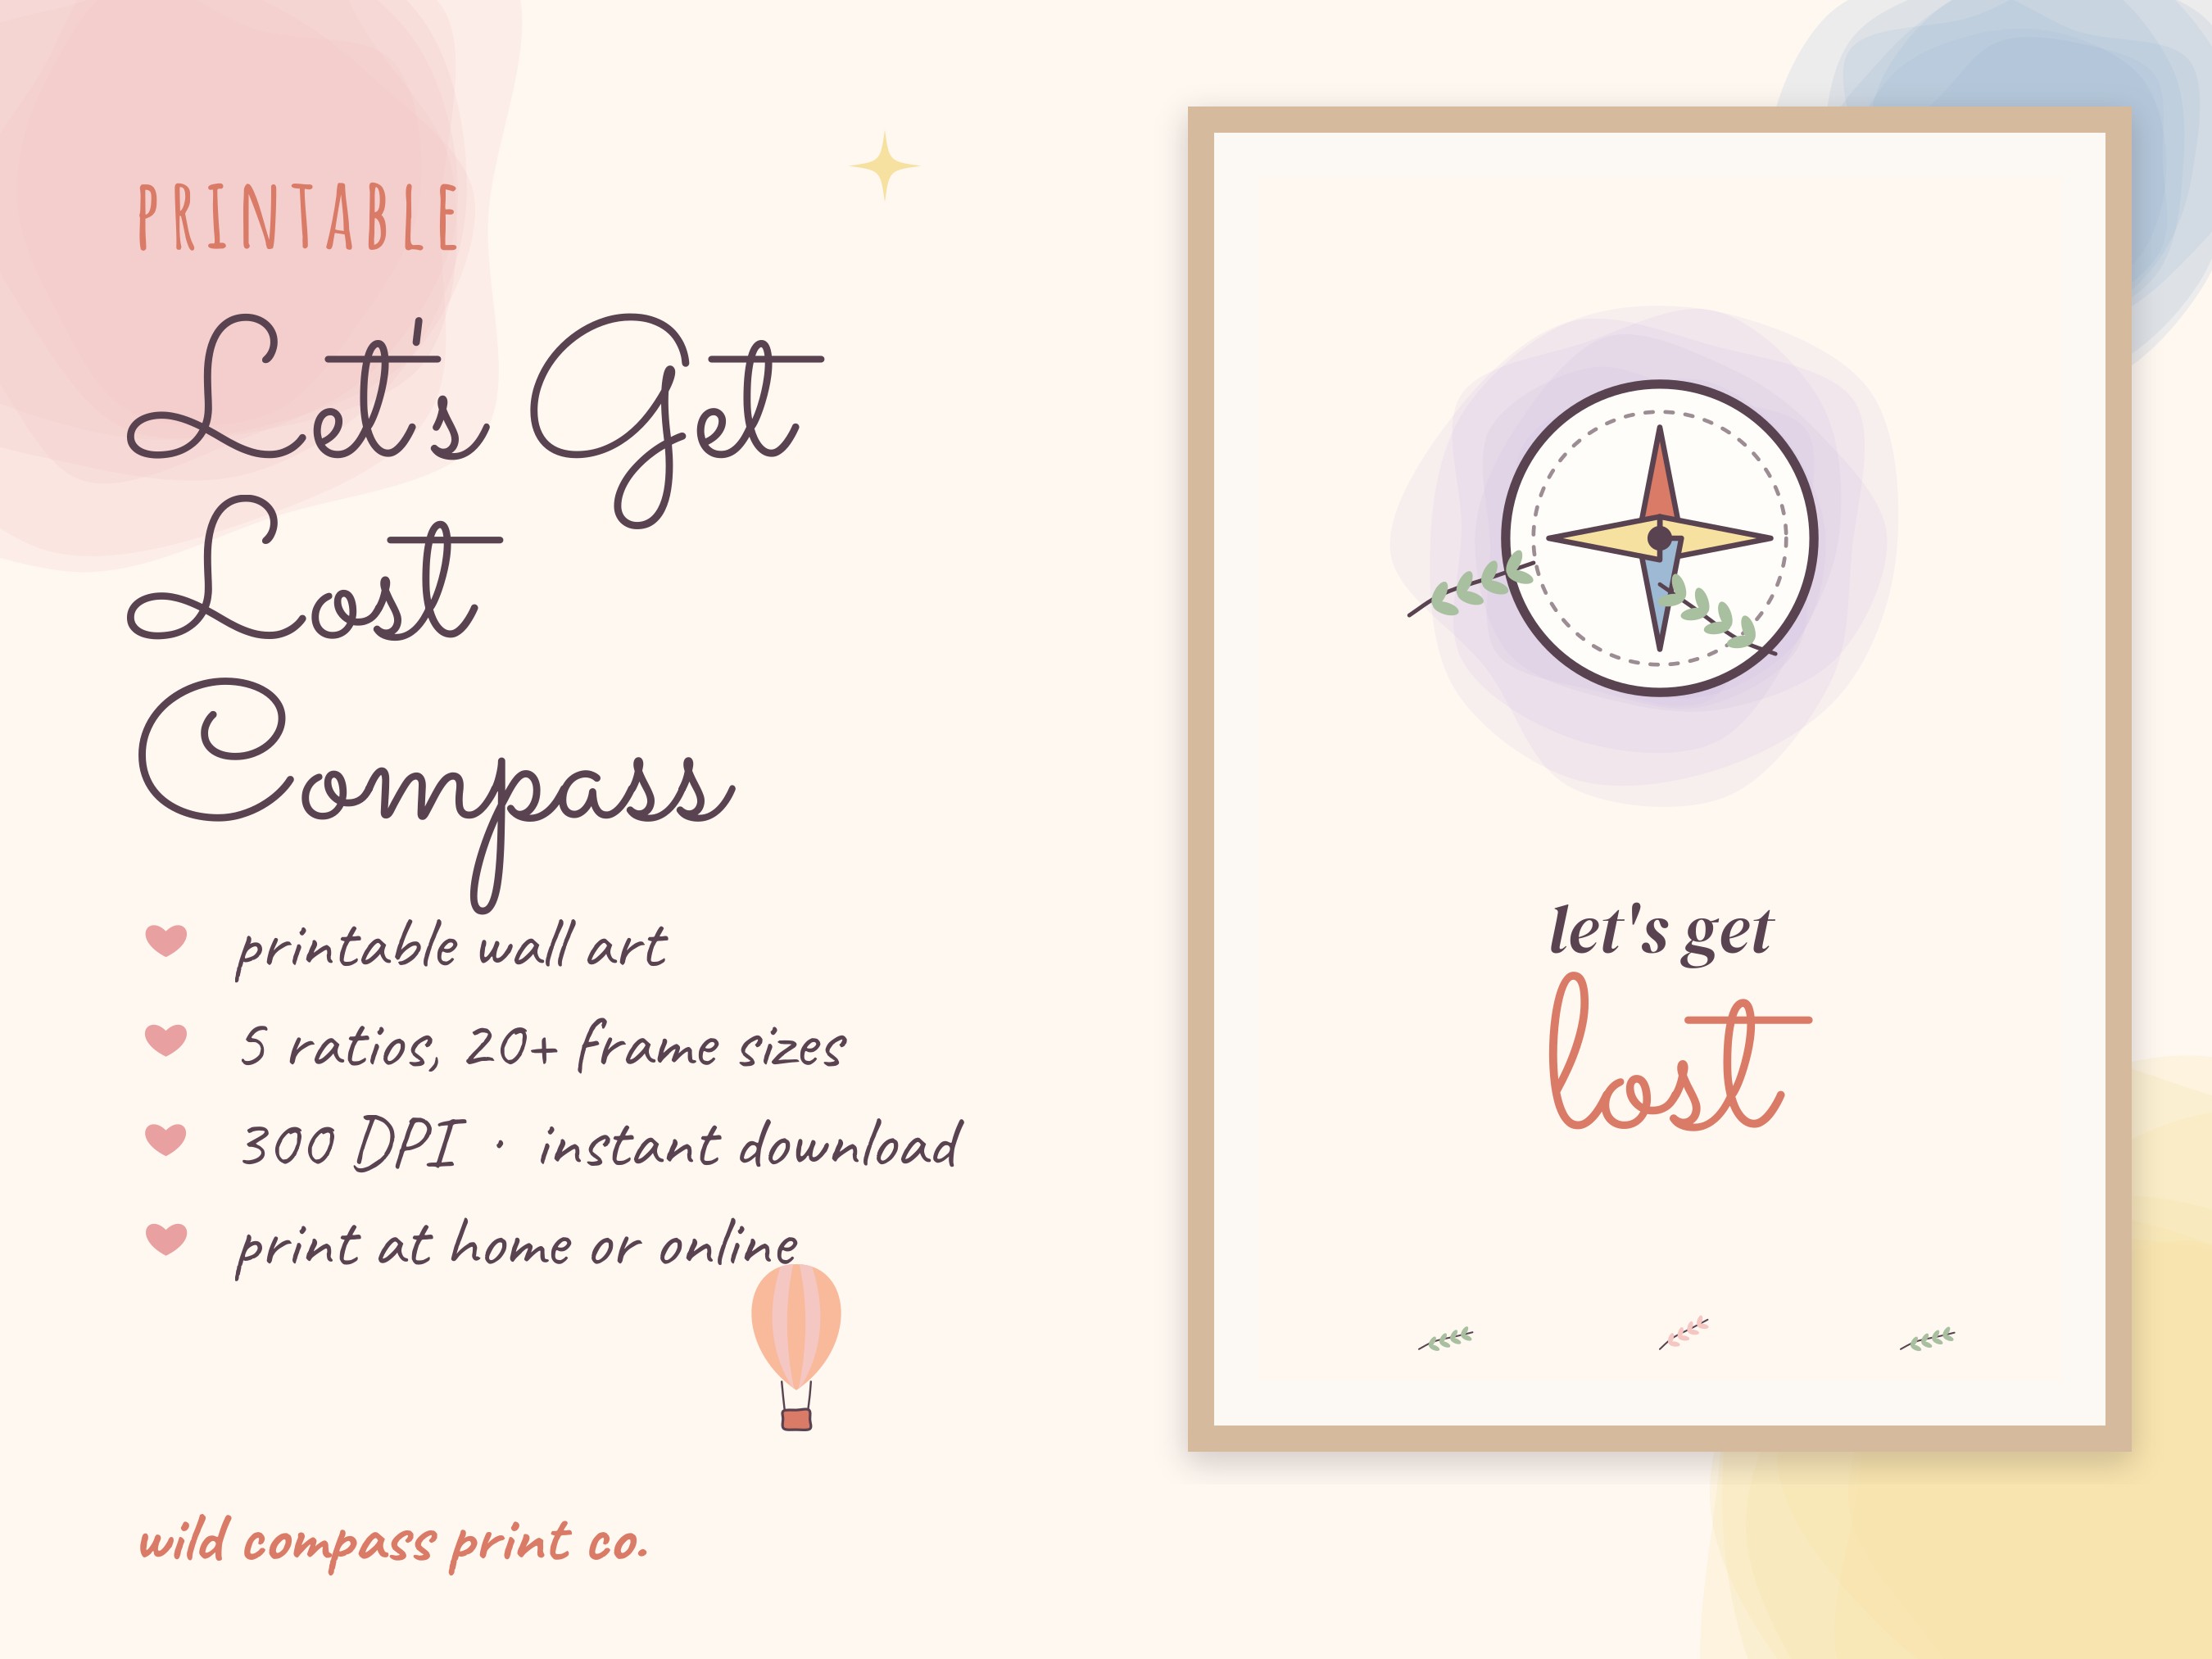 PRINTABLE
Let's Get
Lost
Compass
printable wall art
5 ratios, 20+ frame sizes
300 DPI · instant download
print at home or online
wild compass print co.
let's get
lost